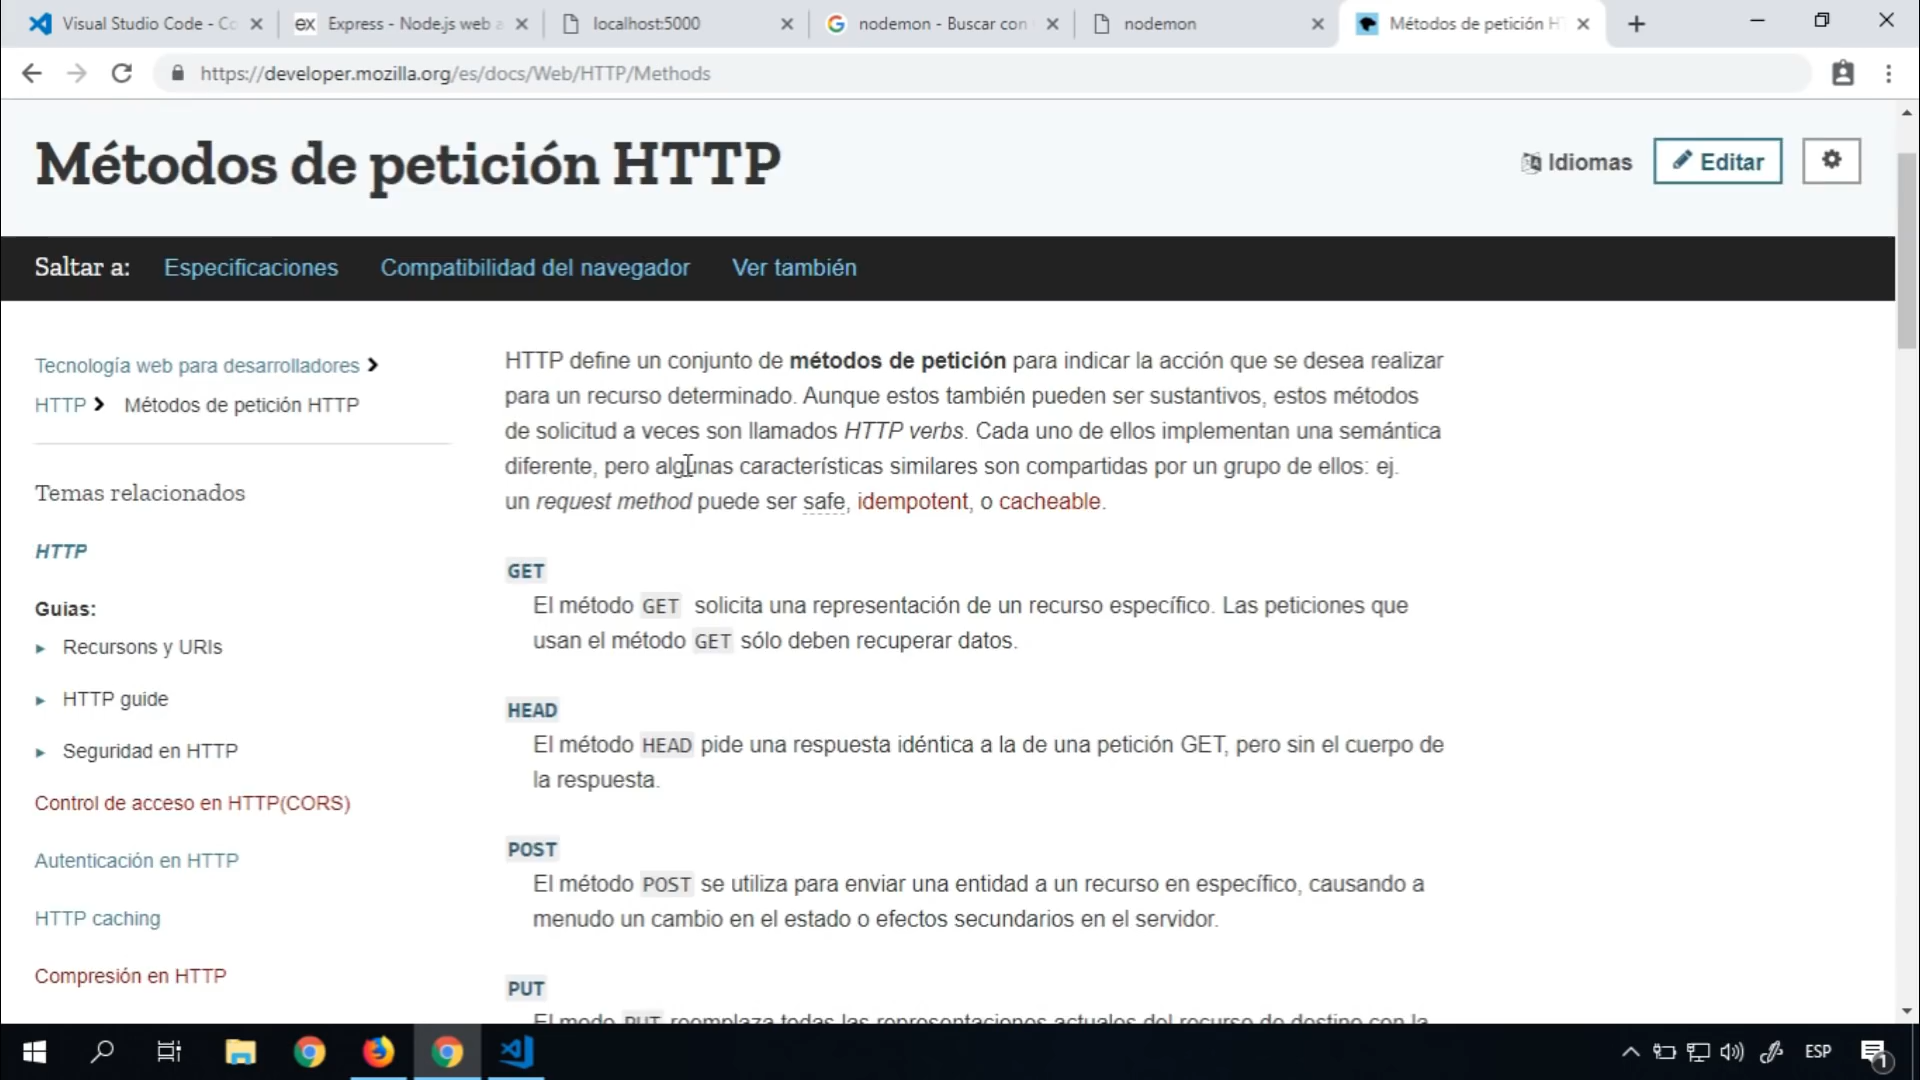 Visual Studio Code - Co
Express - Node.js web a
localhost:5000
nodemon - Buscar con
nodemon
Métodos de petición H
https://developer.mozilla.org/es/docs/Web/HTTP/Methods
Métodos de petición HTTP
Idiomas
Editar
Saltar a:
Especificaciones
Compatibilidad del navegador
Ver también
Tecnología web para desarrolladores
HTTP
Métodos de petición HTTP
Temas relacionados
HTTP
Guias:
Recursons y URIs
HTTP guide
Seguridad en HTTP
Control de acceso en HTTP(CORS)
Autenticación en HTTP
HTTP caching
Compresión en HTTP
HTTP define un conjunto de métodos de petición para indicar la acción que se desea realizar
para un recurso determinado. Aunque estos también pueden ser sustantivos, estos métodos
de solicitud a veces son llamados HTTP verbs. Cada uno de ellos implementan una semántica
diferente, pero algunas características similares son compartidas por un grupo de ellos: ej.
un request method puede ser safe, idempotent, o cacheable.
GET
El método GET solicita una representación de un recurso específico. Las peticiones que
usan el método GET sólo deben recuperar datos.
HEAD
El método HEAD pide una respuesta idéntica a la de una petición GET, pero sin el cuerpo de
la respuesta.
POST
El método POST se utiliza para enviar una entidad a un recurso en específico, causando a
menudo un cambio en el estado o efectos secundarios en el servidor.
PUT
El modo PUT reemplaza todas las representaciones actuales del recurso de destino con la
ESP
1